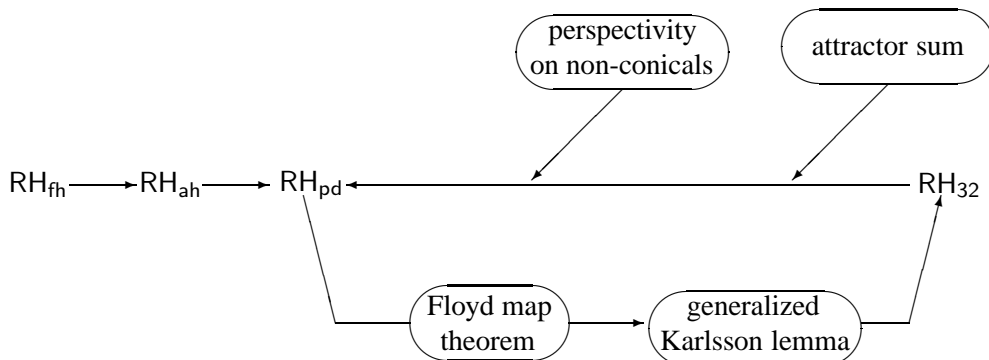 perspectivity
on non-conicals
attractor sum
RH_fh RH_ah RH_pd RH_32
Floyd map
theorem
generalized
Karlsson lemma